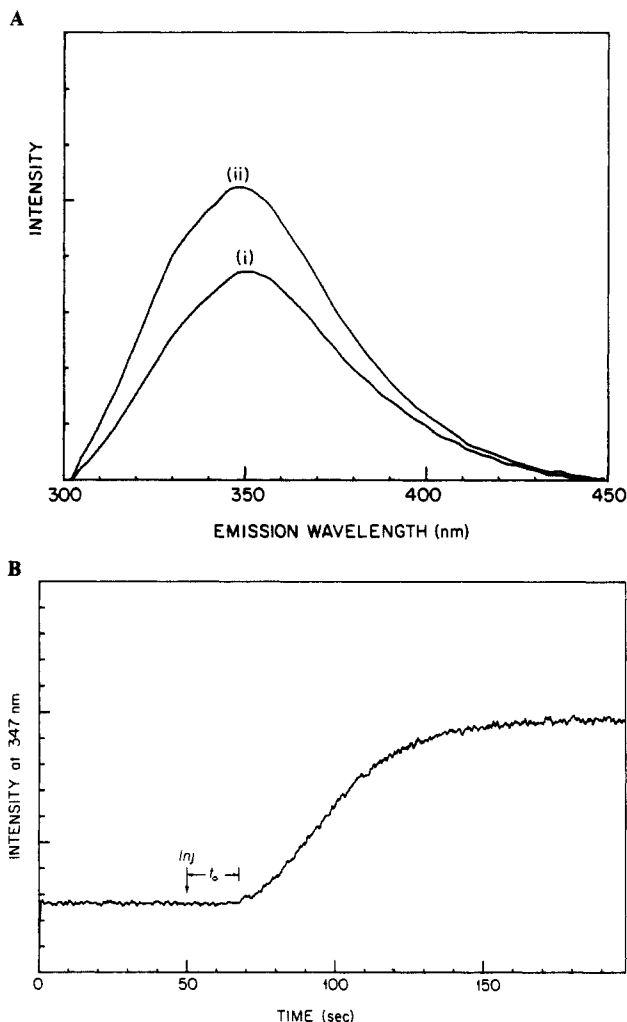 A
INTENSITY
(ii)
(i)
300 350 400 450
EMISSION WAVELENGTH (nm)
B
INTENSITY at 347 nm
Inj
t₀
0 50 100 150
TIME (sec)